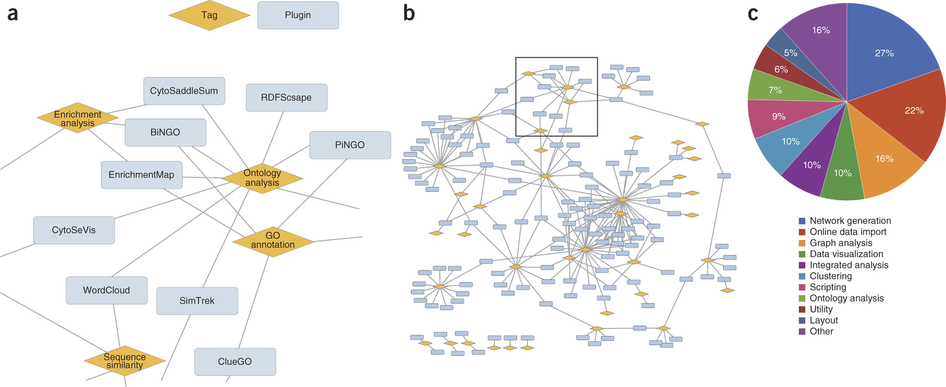 a
Tag
Plugin
CytoSaddleSum
RDFScsape
Enrichment
analysis
BiNGO
PiNGO
EnrichmentMap
Ontology
analysis
CytoSeVis
GO
annotation
WordCloud
SimTrek
Sequence
similarity
ClueGO
b
c
16%
27%
5%
6%
7%
22%
9%
10%
10%
10%
16%
Network generation
Online data import
Graph analysis
Data visualization
Integrated analysis
Clustering
Scripting
Ontology analysis
Utility
Layout
Other